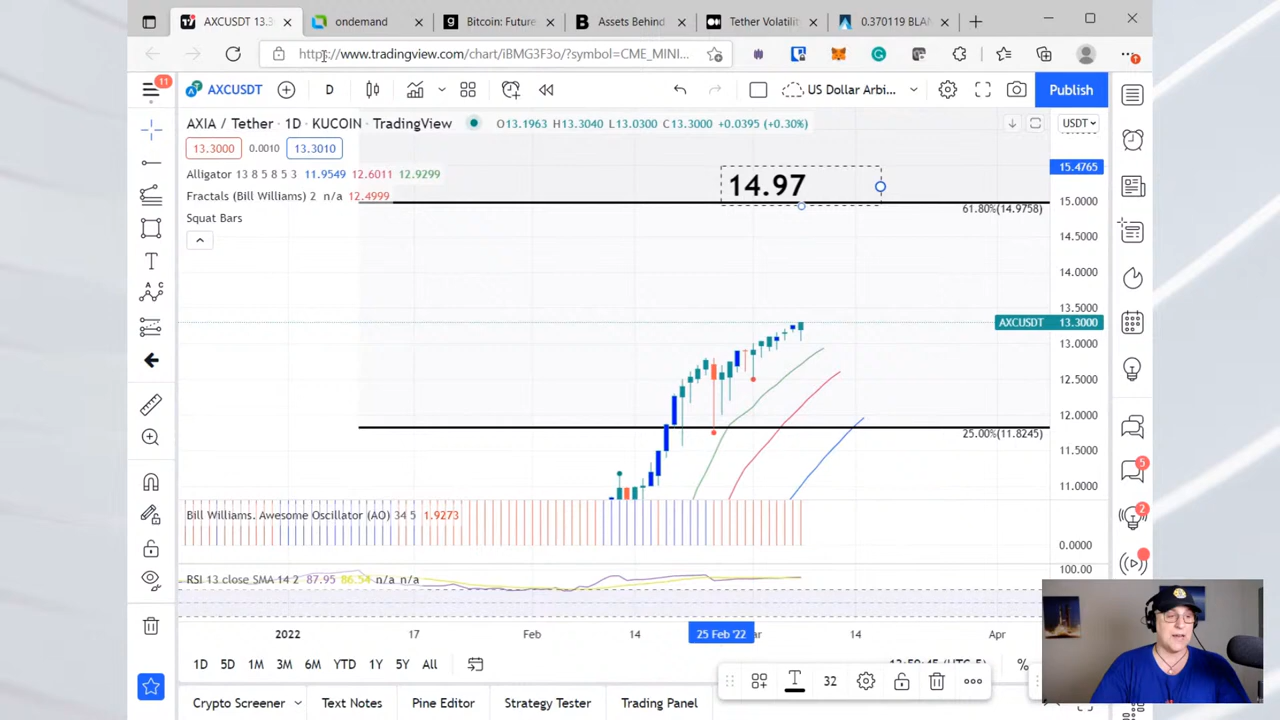 AXCUSDT 13.3
ondemand
Bitcoin: Future
Assets Behind
Tether Volatili
0.370119 BLAN
https://www.tradingview.com/chart/iBMG3F3o/?symbol=CME_MINI...
11
AXCUSDT
D
US Dollar Arbi...
Publish
AXIA / Tether · 1D · KUCOIN · TradingView
O13.1963 H13.3040 L13.0300 C13.3000 +0.0395 (+0.30%)
USDT
13.3000
0.0010
13.3010
Alligator 13 8 5 8 5 3 11.9549 12.6011 12.9299
Fractals (Bill Williams) 2 n/a 12.4999
Squat Bars
14.97
61.80%(14.9758)
25.00%(11.8245)
15.4765
15.0000
14.5000
14.0000
13.5000
AXCUSDT 13.3000
13.0000
12.5000
12.0000
11.5000
11.0000
Bill Williams. Awesome Oscillator (AO) 34 5 1.9273
0.0000
RSI 13 close SMA 14 2 87.95 86.54 n/a n/a
100.00
2022
17
Feb
14
25 Feb '22
ar
14
Apr
1D
5D
1M
3M
6M
YTD
1Y
5Y
All
%
T
32
Crypto Screener
Text Notes
Pine Editor
Strategy Tester
Trading Panel
T
A C
B
5
2